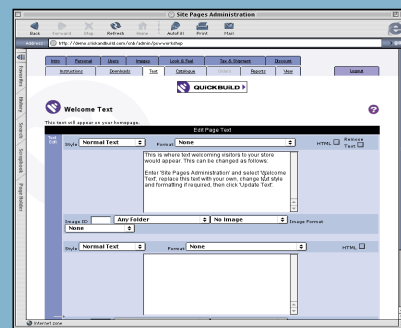 Site Pages Administration
Back Forward Stop Refresh Home AutoFill Print Mail
Address http://demo.clickandbuild.com/cnb/admin/pswworkshop
Intro Personal Users Images Look & Feel Tax & Shipment Discount
Instructions Downloads Text Catalogue Reports View Logout
QUICKBUILD
Welcome Text
This text will appear on your homepage.
Edit Page Text
Text Edit
Style Normal Text Format None HTML Remove Text
This is where text welcoming visitors to your store
would appear. This can be changed as follows:
Enter 'Site Pages Administration' and select 'Welcome
Text', replace this text with your own, change text style
and formatting if required, then click 'Update Text'.
Image ID Any Folder No Image Image Format
None
Style Normal Text Format None HTML
Favorites
History
Search
Scrapbook
Page Holder
Internet zone